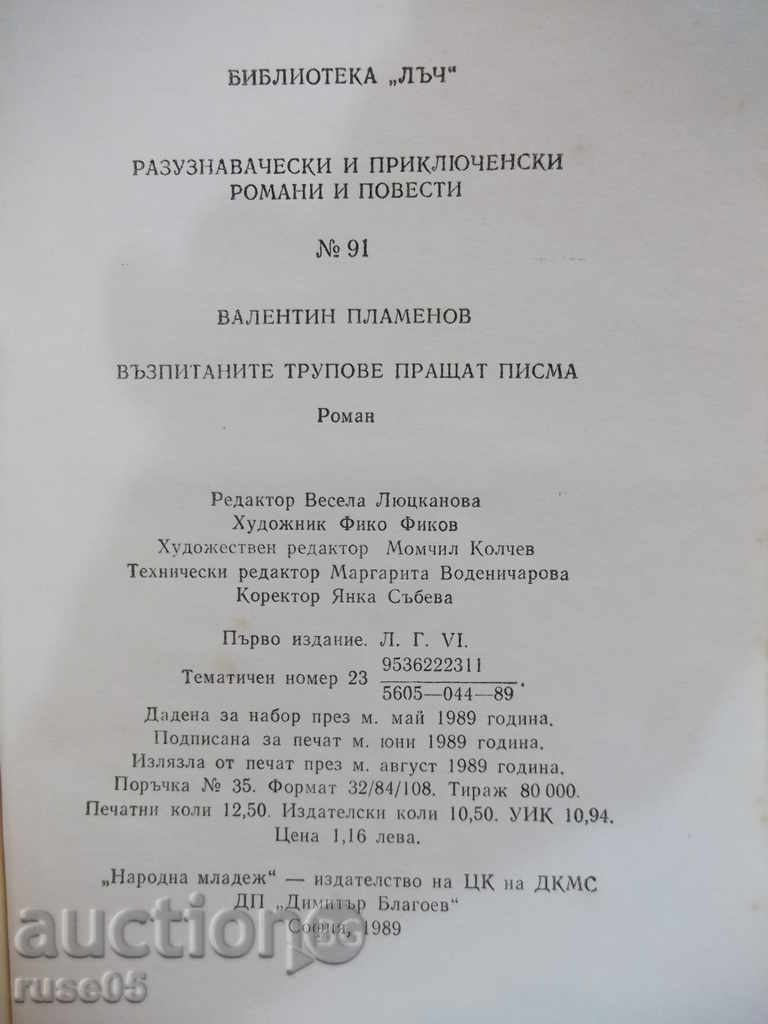 БИБЛИОТЕКА „ЛЪЧ“
РАЗУЗНАВАЧЕСКИ И ПРИКЛЮЧЕНСКИ
РОМАНИ И ПОВЕСТИ
№ 91
ВАЛЕНТИН ПЛАМЕНОВ
ВЪЗПИТАНИТЕ ТРУПОВЕ ПРАЩАТ ПИСМА
Роман
Редактор Весела Люцканова
Художник Фико Фиков
Художествен редактор Момчил Колчев
Технически редактор Маргарита Воденичарова
Коректор Янка Събева
Първо издание. Л. Г. VI.
Тематичен номер 23 9536222311
5605—044—89.
Дадена за набор през м. май 1989 година.
Подписана за печат м. юни 1989 година.
Излязла от печат през м. август 1989 година.
Поръчка № 35. Формат 32/84/108. Тираж 80 000.
Печатни коли 12,50. Издателски коли 10,50. УИК 10,94.
Цена 1,16 лева.
„Народна младеж“ — издателство на ЦК на ДКМС
ДП „Димитър Благоев“
София, 1989
auction.bg
ruse05